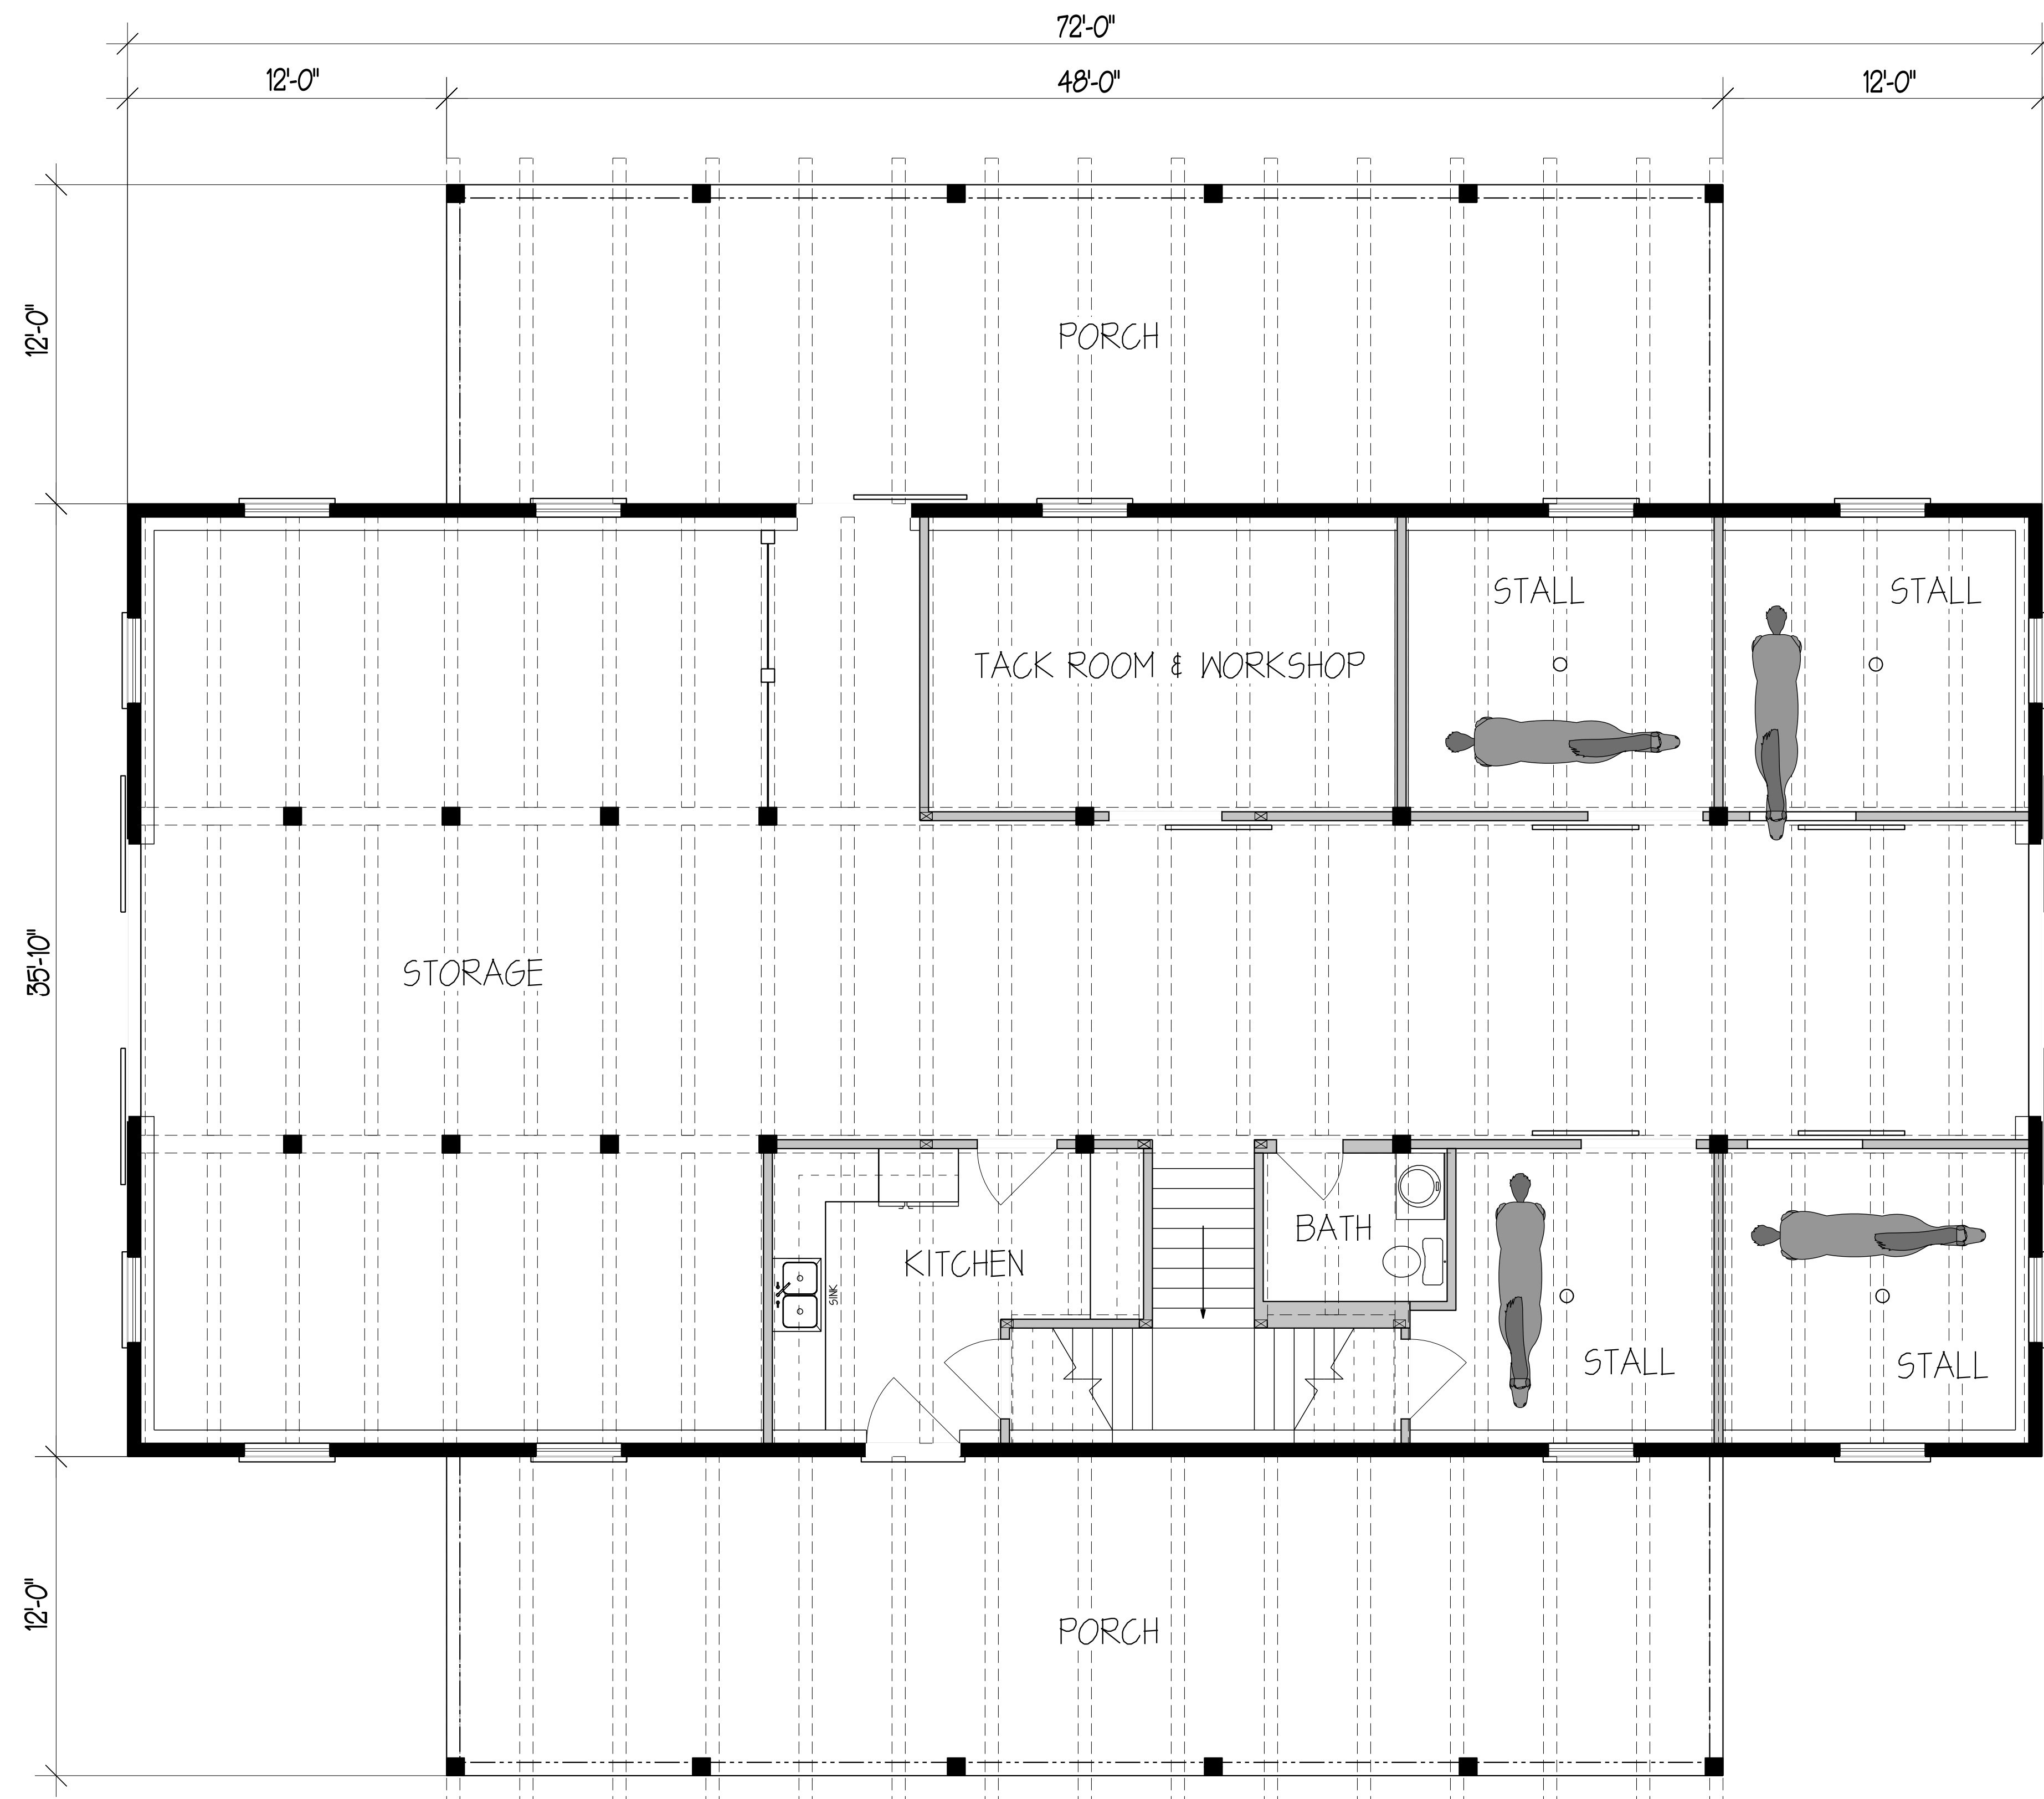 72'-0"
12'-0"
48'-0"
12'-0"
12'-0"
PORCH
STALL
STALL
TACK ROOM & WORKSHOP
35'-10"
STORAGE
BATH
KITCHEN
SINK
STALL
STALL
12'-0"
PORCH